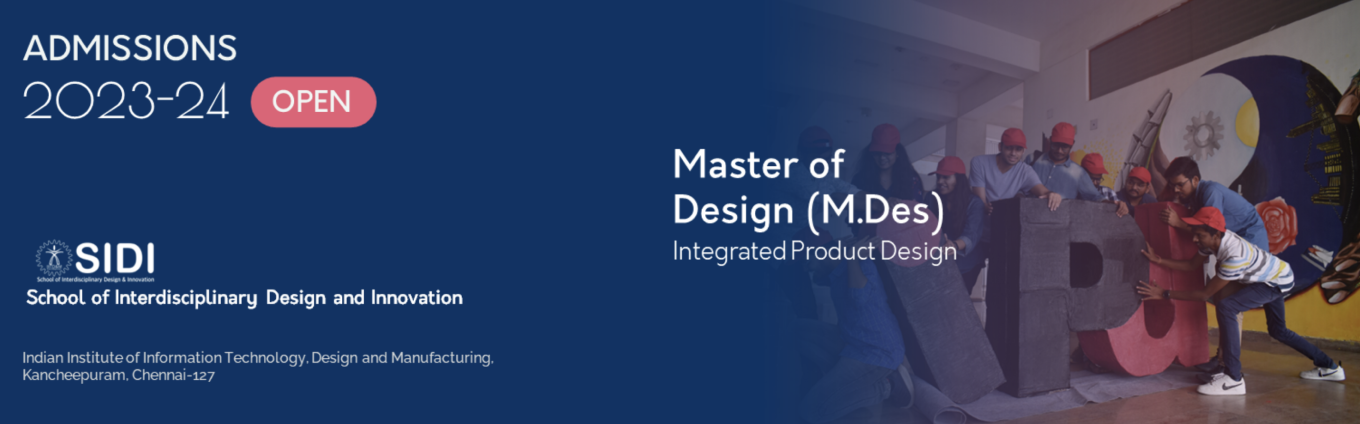 ADMISSIONS
2023-24 OPEN
Master of
Design (M.Des)
Integrated Product Design
SIDI
School of Interdisciplinary Design & Innovation
School of Interdisciplinary Design and Innovation
Indian Institute of Information Technology, Design and Manufacturing,
Kancheepuram, Chennai-127